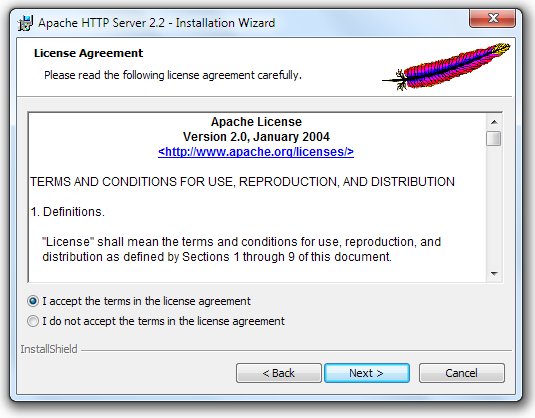 Apache HTTP Server 2.2 - Installation Wizard
License Agreement
Please read the following license agreement carefully.
Apache License
Version 2.0, January 2004
<http://www.apache.org/licenses/>
TERMS AND CONDITIONS FOR USE, REPRODUCTION, AND DISTRIBUTION
1. Definitions.
"License" shall mean the terms and conditions for use, reproduction, and
distribution as defined by Sections 1 through 9 of this document.
I accept the terms in the license agreement
I do not accept the terms in the license agreement
InstallShield
< Back
Next >
Cancel